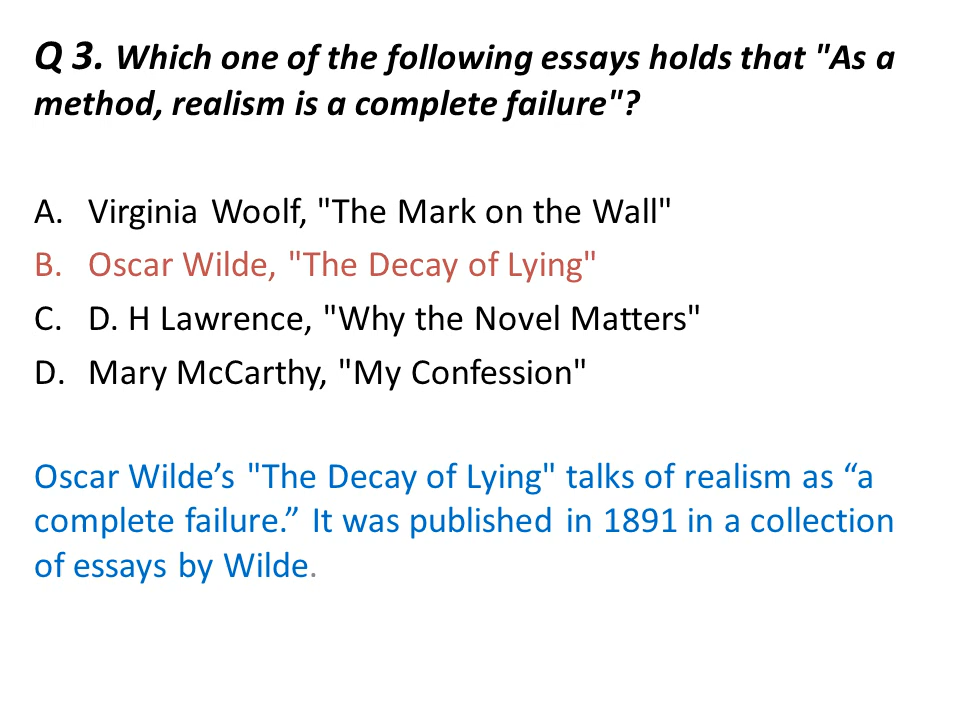 Q 3. Which one of the following essays holds that "As a
method, realism is a complete failure"?
A. Virginia Woolf, "The Mark on the Wall"
B. Oscar Wilde, "The Decay of Lying"
C. D. H Lawrence, "Why the Novel Matters"
D. Mary McCarthy, "My Confession"
Oscar Wilde’s "The Decay of Lying" talks of realism as “a
complete failure.” It was published in 1891 in a collection
of essays by Wilde.